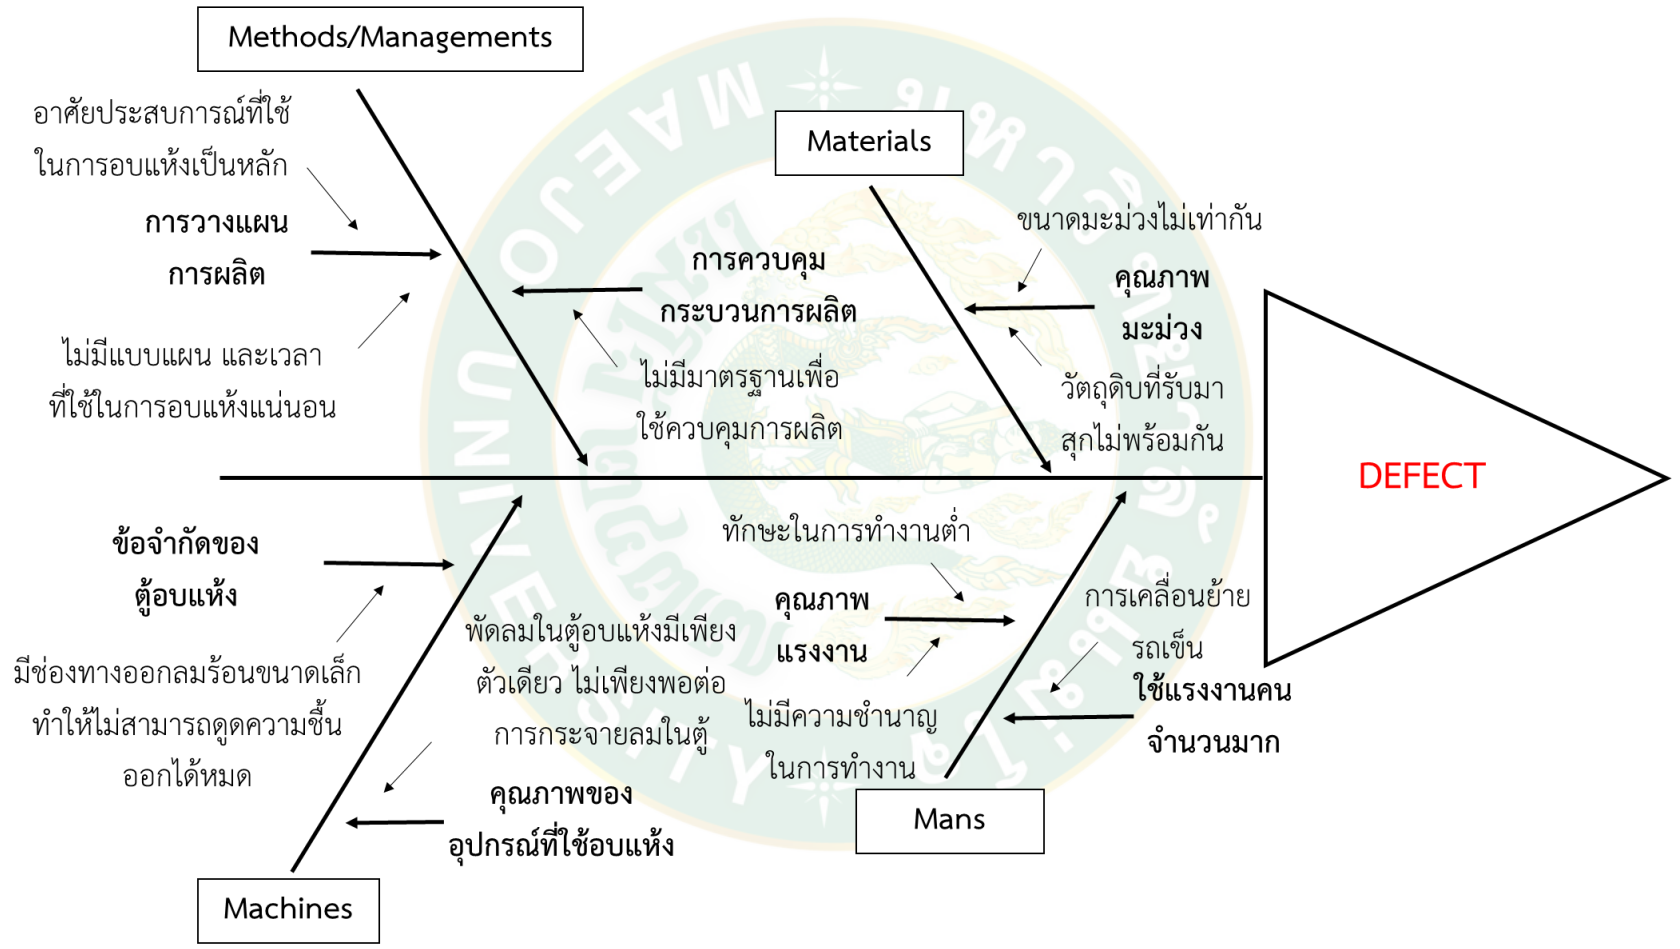 Methods/Managements
อาศัยประสบการณ์ที่ใช้
ในการอบแห้งเป็นหลัก
การวางแผน
การผลิต
ไม่มีแบบแผน และเวลา
ที่ใช้ในการอบแห้งแน่นอน
การควบคุม
กระบวนการผลิต
ไม่มีมาตรฐานเพื่อ
ใช้ควบคุมการผลิต
Materials
ขนาดมะม่วงไม่เท่ากัน
คุณภาพ
มะม่วง
วัตถุดิบที่รับมา
สุกไม่พร้อมกัน
DEFECT
ข้อจำกัดของ
ตู้อบแห้ง
มีช่องทางออกลมร้อนขนาดเล็ก
ทำให้ไม่สามารถดูดความชื้น
ออกได้หมด
พัดลมในตู้อบแห้งมีเพียง
ตัวเดียว ไม่เพียงพอต่อ
การกระจายลมในตู้
คุณภาพของ
อุปกรณ์ที่ใช้อบแห้ง
Machines
ทักษะในการทำงานต่ำ
คุณภาพ
แรงงาน
ไม่มีความชำนาญ
ในการทำงาน
การเคลื่อนย้าย
รถเข็น
ใช้แรงงานคน
จำนวนมาก
Mans
MAEJO UNIVERSITY